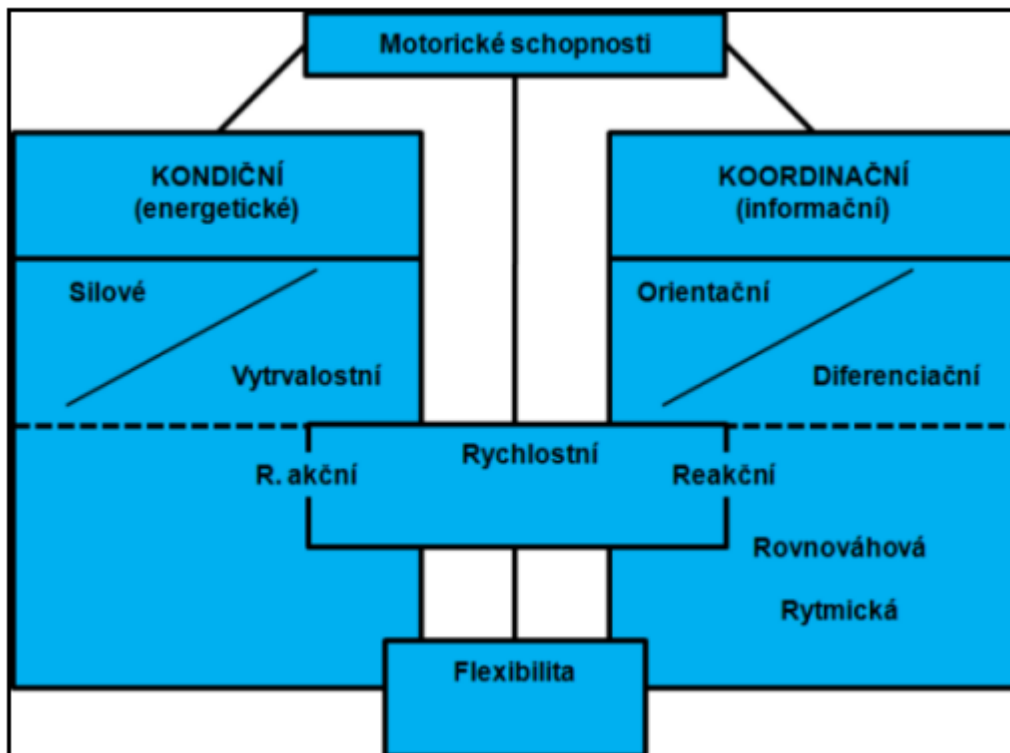 Motorické schopnosti
KONDIČNÍ
(energetické)
KOORDINAČNÍ
(informační)
Silové
Orientační
Vytrvalostní
Diferenciační
Rychlostní
R. akční
Reakční
Rovnováhová
Rytmická
Flexibilita